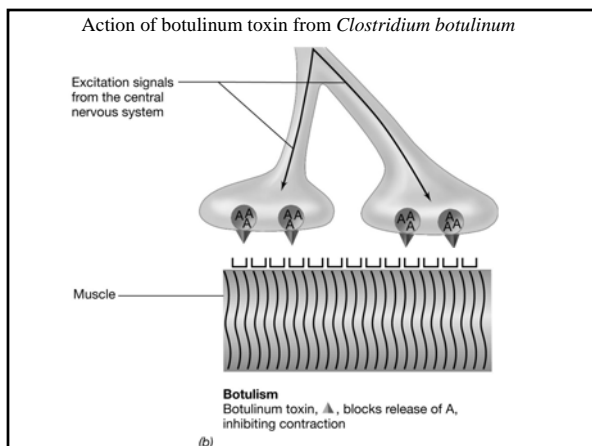 Action of botulinum toxin from Clostridium botulinum
Excitation signals
from the central
nervous system
A A A
A A A
A A A
A A A
Muscle
Botulism
Botulinum toxin, ▲, blocks release of A,
inhibiting contraction
(b)